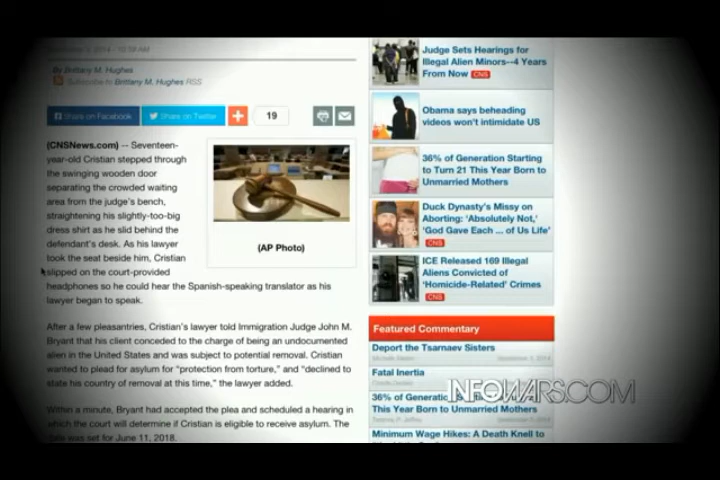 By Brittany M. Hughes
Subscribe to Brittany M. Hughes RSS
Share on Facebook
Share on Twitter
19
(CNSNews.com) -- Seventeen-
year-old Cristian stepped through
the swinging wooden door
separating the crowded waiting
area from the judge's bench,
straightening his slightly-too-big
dress shirt as he slid behind the
defendant's desk. As his lawyer
took the seat beside him, Cristian
slipped on the court-provided
headphones so he could hear the Spanish-speaking translator as his
lawyer began to speak.
(AP Photo)
After a few pleasantries, Cristian's lawyer told Immigration Judge John M.
Bryant that his client conceded to the charge of being an undocumented
alien in the United States and was subject to potential removal. Cristian
wanted to plead for asylum for "protection from torture," and "declined to
state his country of removal at this time," the lawyer added.
Within a minute, Bryant had accepted the plea and scheduled a hearing in
which the court will determine if Cristian is eligible to receive asylum. The
date was set for June 11, 2018.
Judge Sets Hearings for
Illegal Alien Minors--4 Years
From Now CNS
Obama says beheading
videos won't intimidate US
36% of Generation Starting
to Turn 21 This Year Born to
Unmarried Mothers
Duck Dynasty's Missy on
Aborting: 'Absolutely Not,'
'God Gave Each ... of Us Life'
CNS
ICE Released 169 Illegal
Aliens Convicted of
'Homicide-Related' Crimes
CNS
Featured Commentary
Deport the Tsarnaev Sisters
Fatal Inertia
36% of Generation
This Year Born to Unmarried Mothers
Minimum Wage Hikes: A Death Knell to
INFOWARS.COM